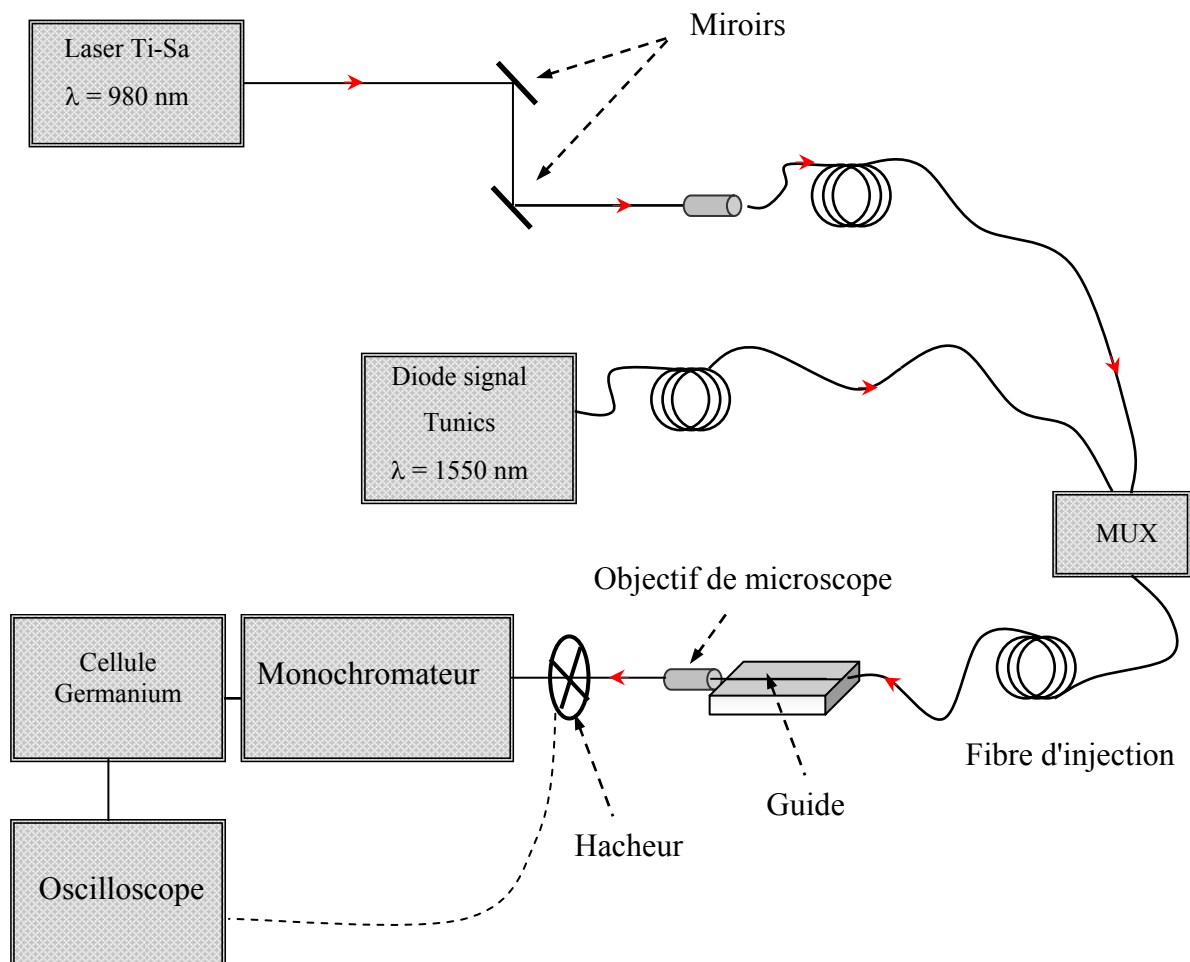 Miroirs
Laser Ti-Sa
λ = 980 nm
Diode signal
Tunics
λ = 1550 nm
MUX
Objectif de microscope
Cellule
Germanium
Monochromateur
Fibre d'injection
Guide
Hacheur
Oscilloscope